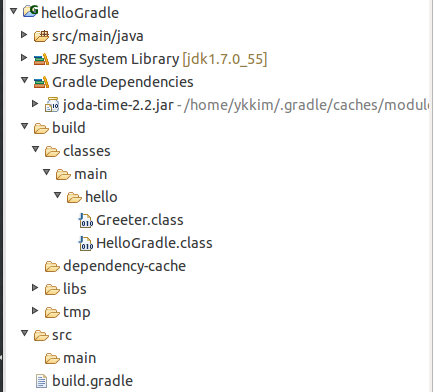 helloGradle
src/main/java
JRE System Library [jdk1.7.0_55]
Gradle Dependencies
joda-time-2.2.jar - /home/ykkim/.gradle/caches/modul
build
classes
main
hello
Greeter.class
HelloGradle.class
dependency-cache
libs
tmp
src
main
build.gradle